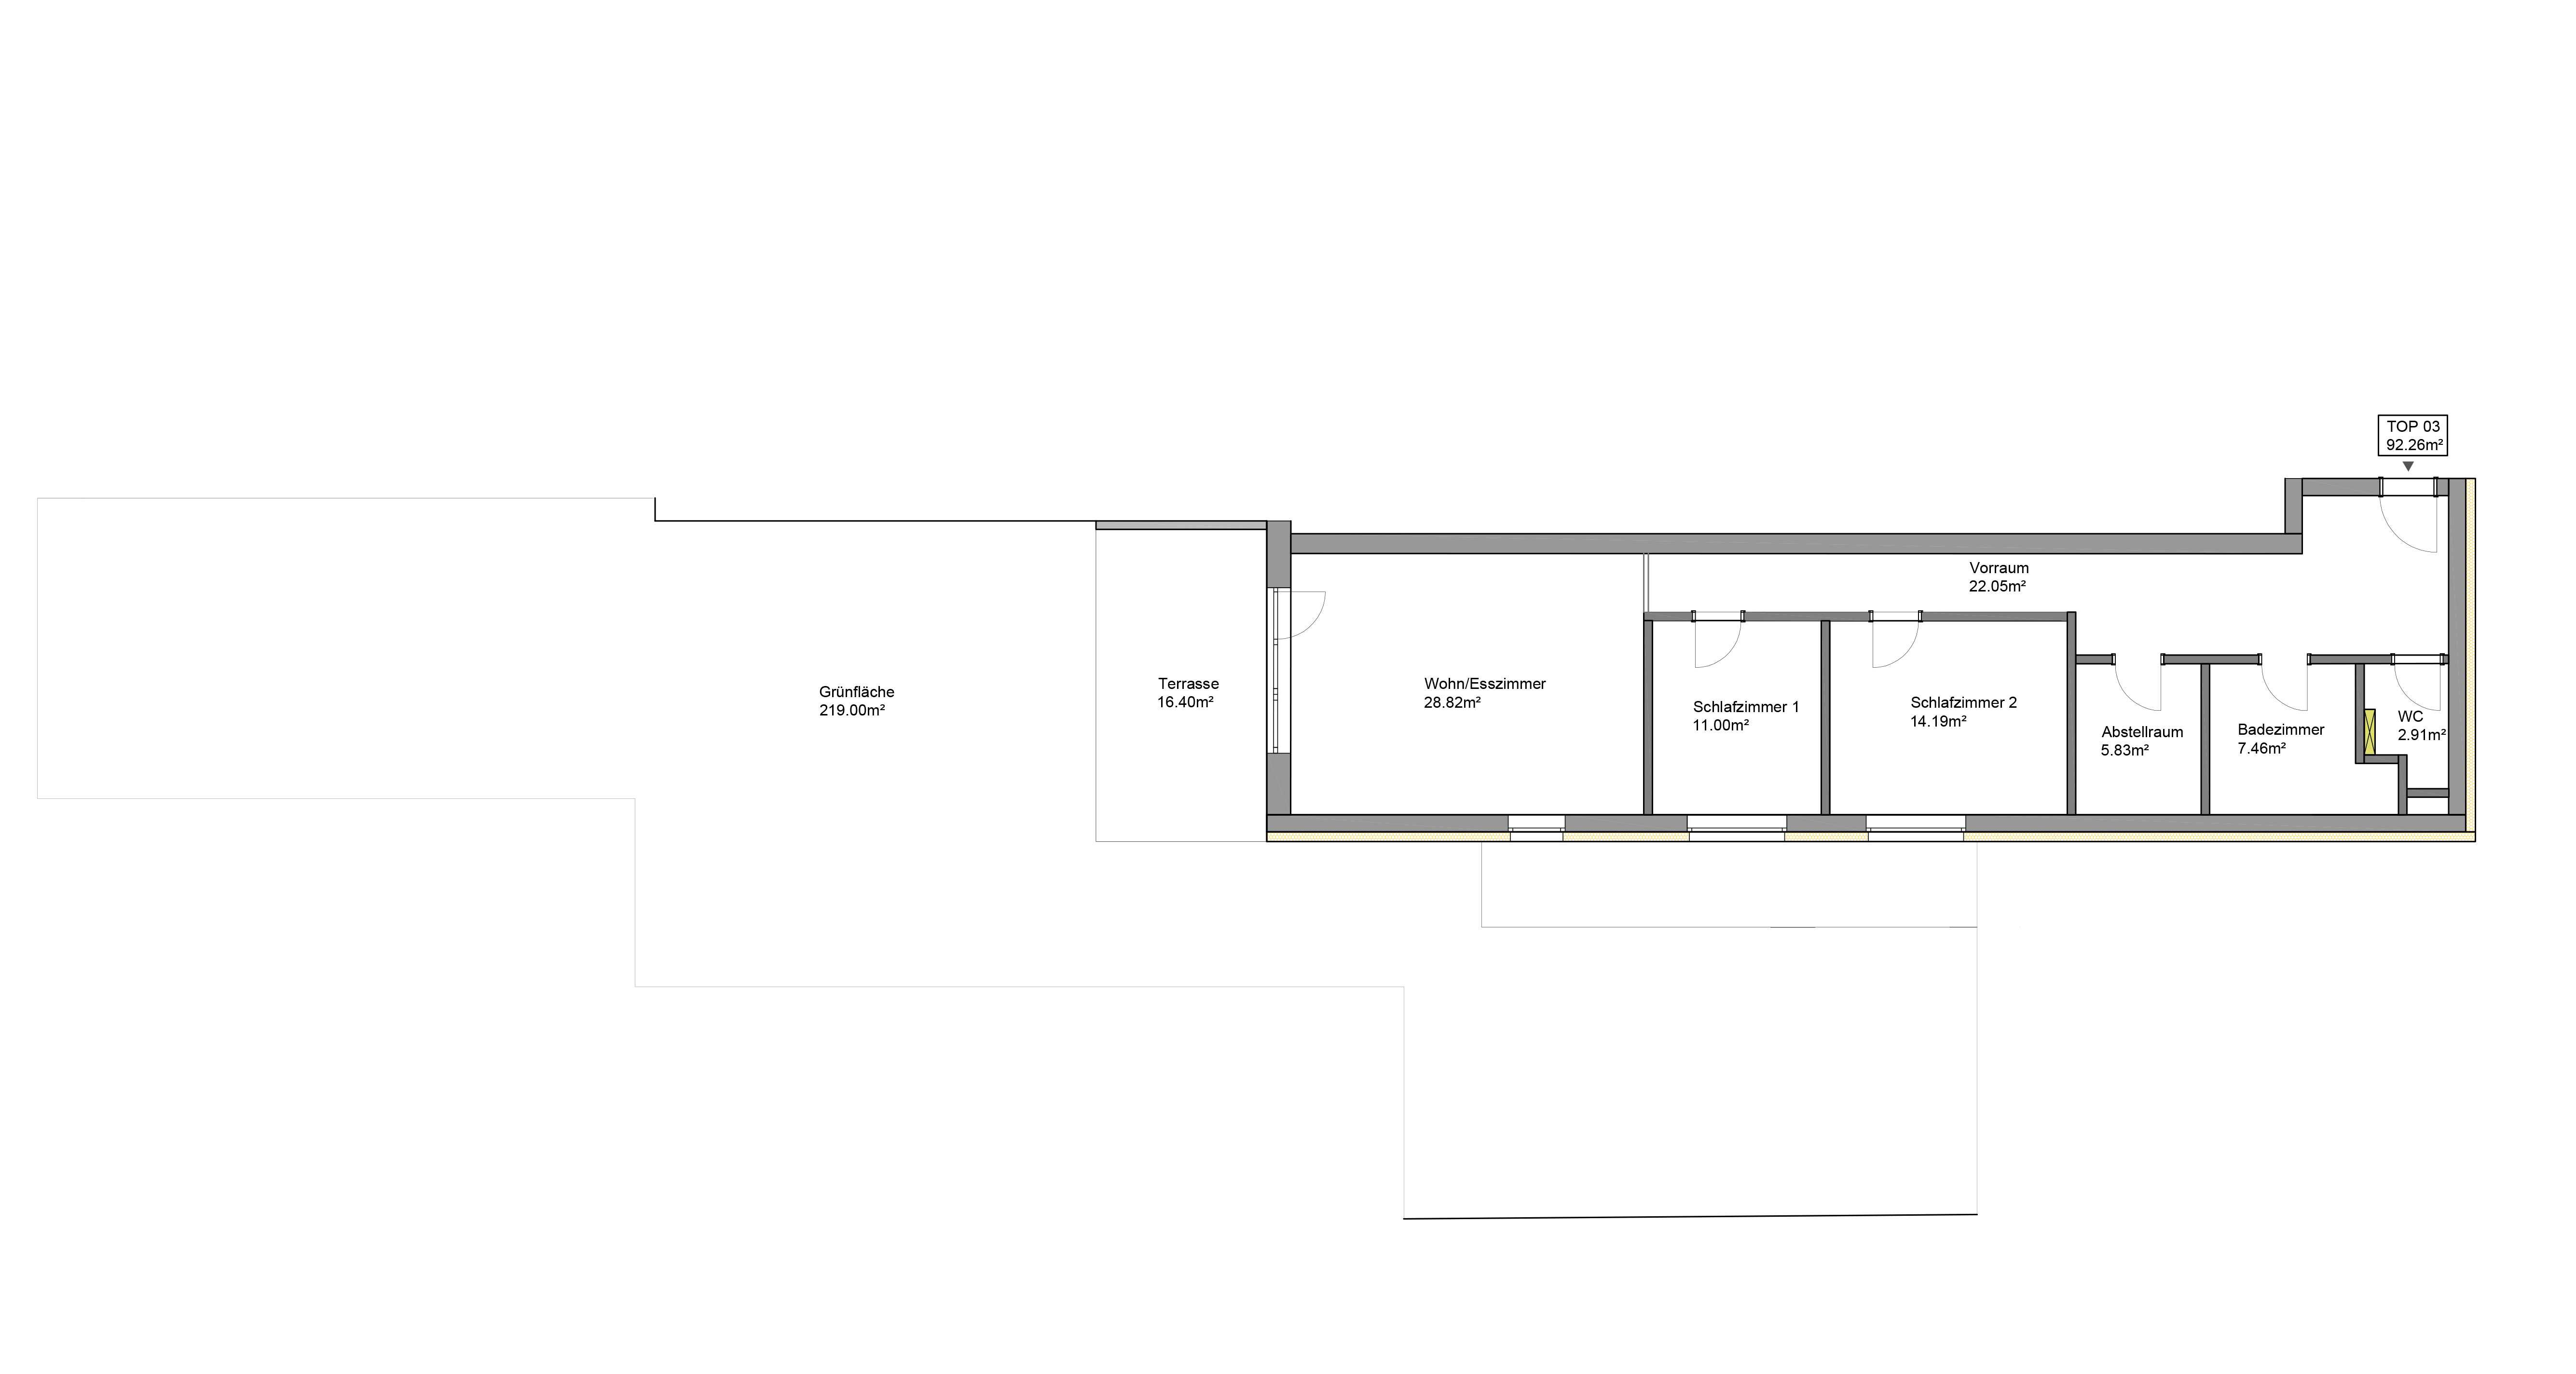 TOP 03
92.26m²
Vorraum
22.05m²
Grünfläche
219.00m²
Terrasse
16.40m²
Wohn/Esszimmer
28.82m²
Schlafzimmer 1
11.00m²
Schlafzimmer 2
14.19m²
Abstellraum
5.83m²
Badezimmer
7.46m²
WC
2.91m²